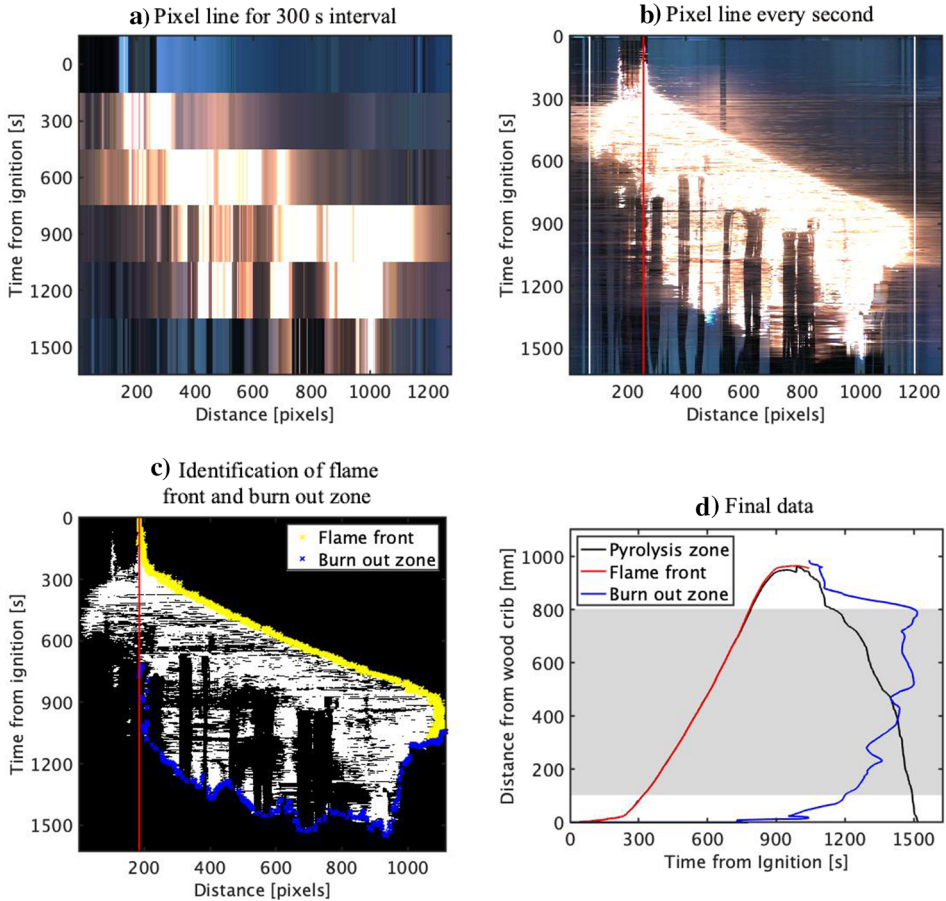 a) Pixel line for 300 s interval
0
300
600
900
1200
1500
Time from ignition [s]
200 400 600 800 1000 1200
Distance [pixels]
b) Pixel line every second
0
300
600
900
1200
1500
Time from ignition [s]
200 400 600 800 1000 1200
Distance [pixels]
c) Identification of flame
front and burn out zone
0
300
600
900
1200
1500
Time from ignition [s]
Flame front
Burn out zone
200 400 600 800 1000
Distance [pixels]
d) Final data
1000
800
600
400
200
0
Distance from wood crib [mm]
Pyrolysis zone
Flame front
Burn out zone
0 300 600 900 1200 1500
Time from Ignition [s]